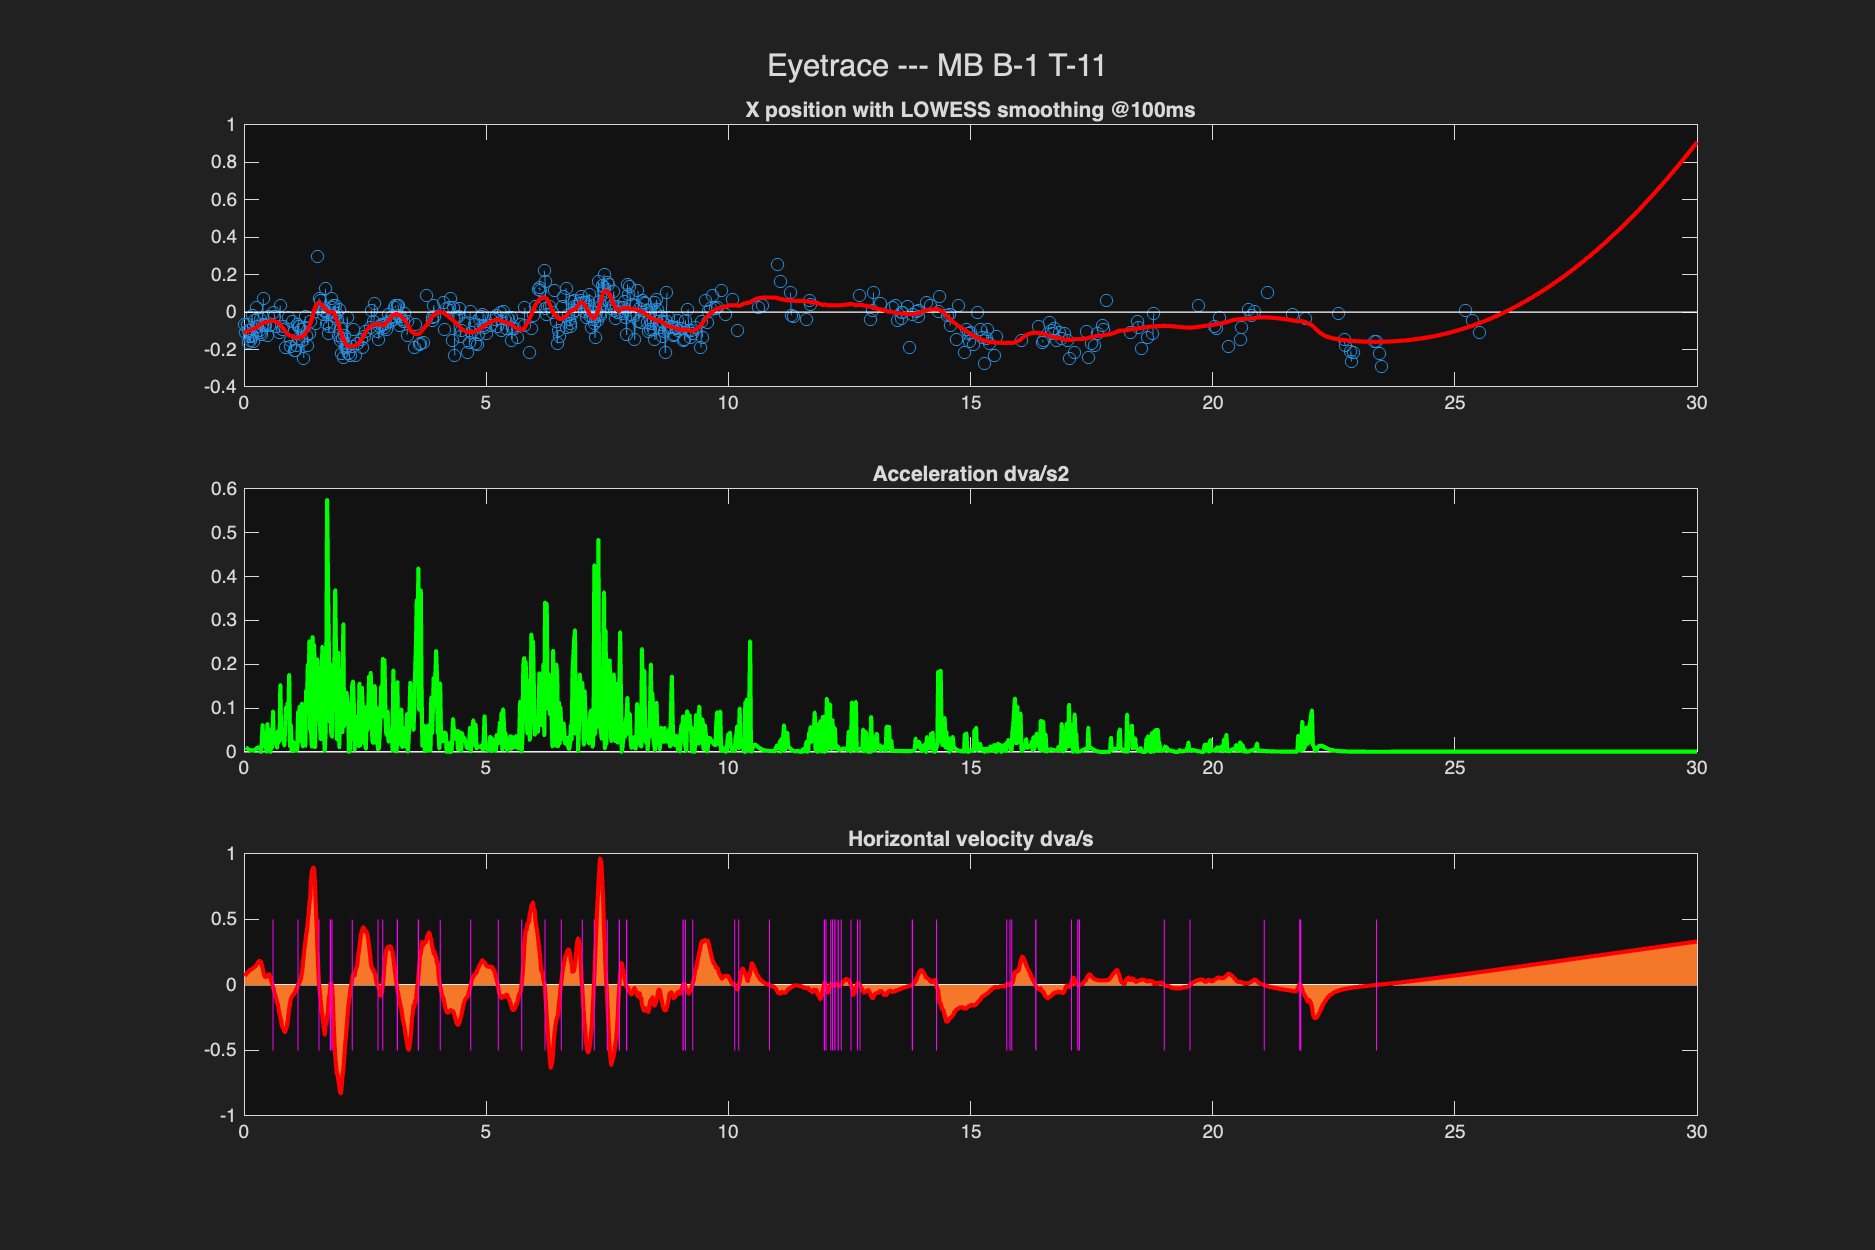 Eyetrace --- MB B-1 T-11
X position with LOWESS smoothing @100ms
1
0.8
0.6
0.4
0.2
0
-0.2
-0.4
0 5 10 15 20 25 30
Acceleration dva/s2
0.6
0.5
0.4
0.3
0.2
0.1
0
0 5 10 15 20 25 30
Horizontal velocity dva/s
1
0.5
0
-0.5
-1
0 5 10 15 20 25 30